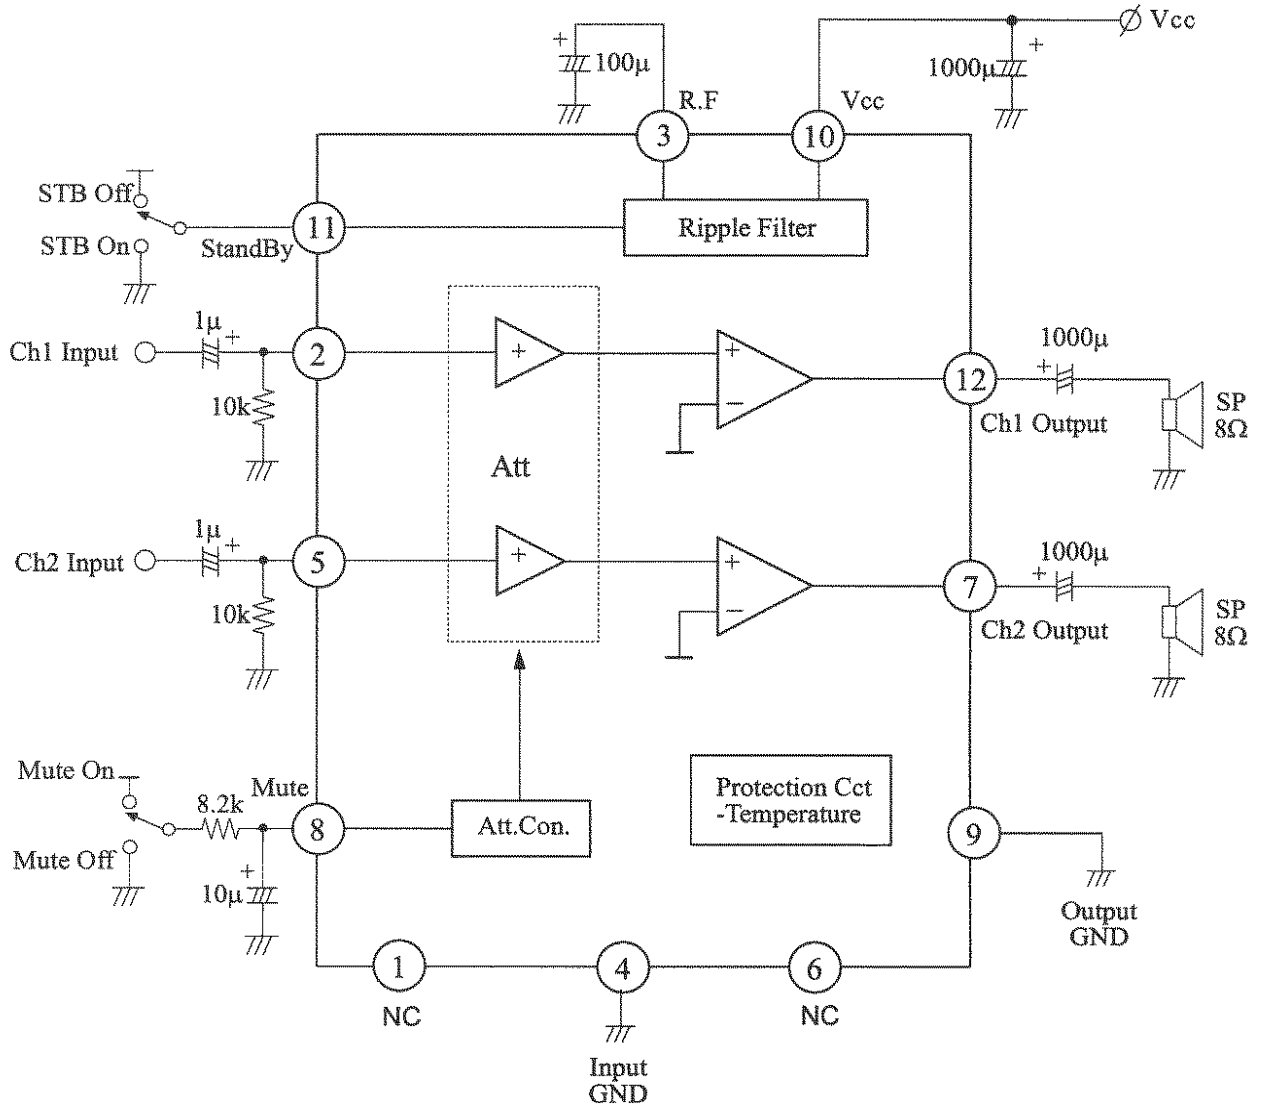 Vcc
+
100μ
1000μ
+
R.F
Vcc
3
10
STB Off
STB On
StandBy
11
Ripple Filter
Ch1 Input
1μ
+
2
10k
+
+
−
1000μ
+
12
Ch1 Output
SP
8Ω
Att
Ch2 Input
1μ
+
5
10k
+
+
−
1000μ
+
7
Ch2 Output
SP
8Ω
Mute On
Mute Off
8.2k
Mute
8
+
10μ
Att.Con.
Protection Cct
-Temperature
9
Output
GND
1
NC
4
6
NC
Input
GND